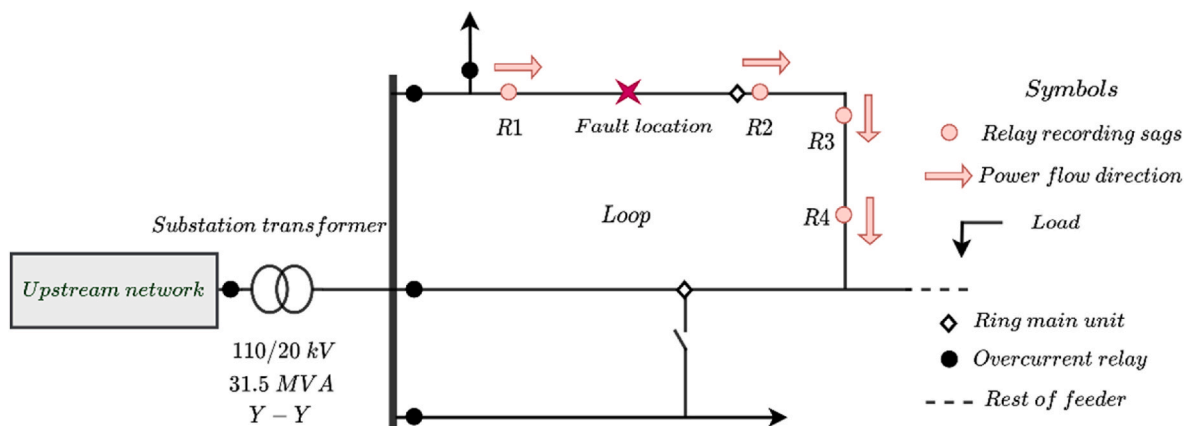 R1
Fault location
R2
R3
R4
Loop
Substation transformer
Upstream network
110/20 kV
31.5 MVA
Y − Y
Symbols
Relay recording sags
Power flow direction
Load
Ring main unit
Overcurrent relay
Rest of feeder